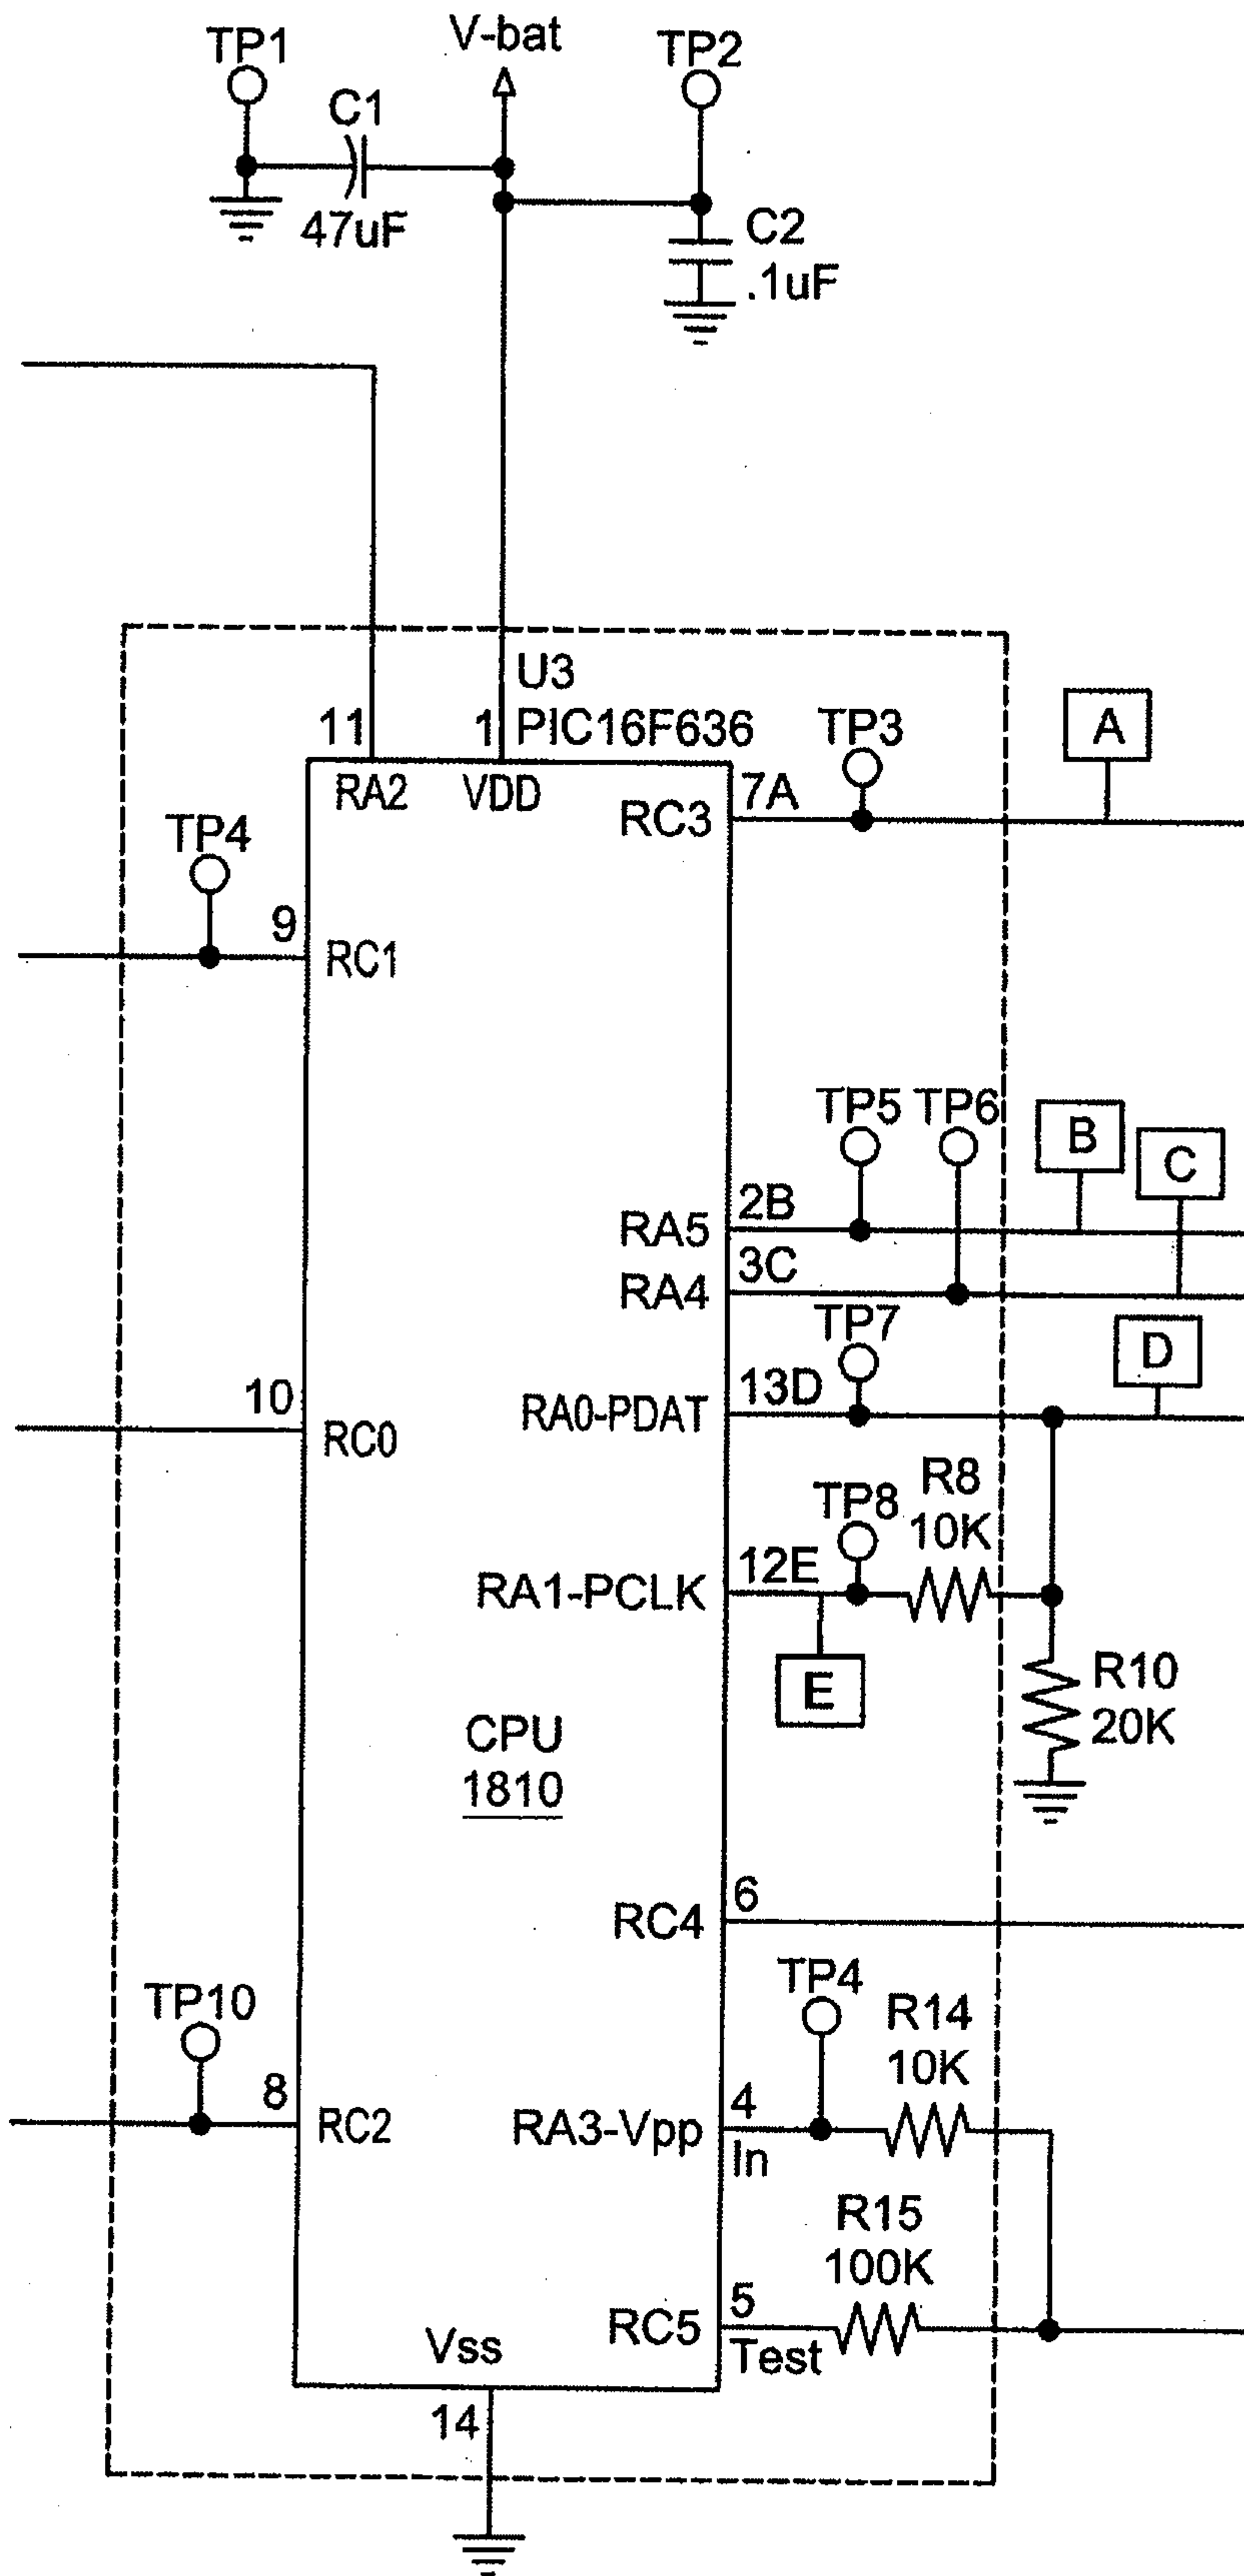 TP1
V-bat
TP2
C1
47uF
C2
.1uF
U3
11
1
PIC16F636
TP3
A
RA2
VDD
7A
RC3
TP4
9
RC1
TP5
TP6
B
C
2B
RA5
3C
RA4
TP7
D
10
13D
RC0
RA0-PDAT
R8
TP8
10K
12E
RA1-PCLK
E
R10
20K
CPU
1810
6
RC4
TP4
TP10
R14
10K
8
4
RC2
RA3-Vpp
In
R15
100K
5
RC5
Test
Vss
14